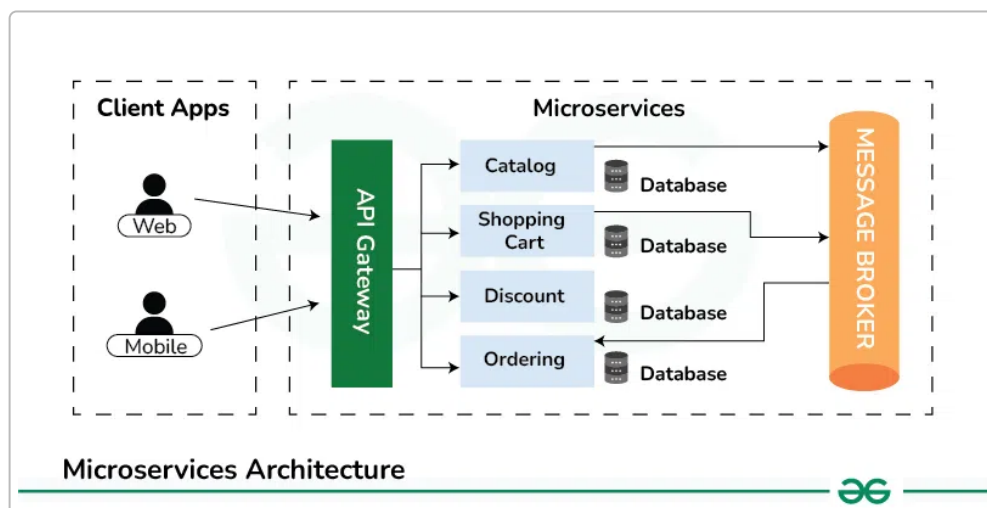 Client Apps
Web
Mobile
Microservices
API Gateway
Catalog
Database
Shopping
Cart
Database
Discount
Database
Ordering
Database
MESSAGE BROKER
Microservices Architecture